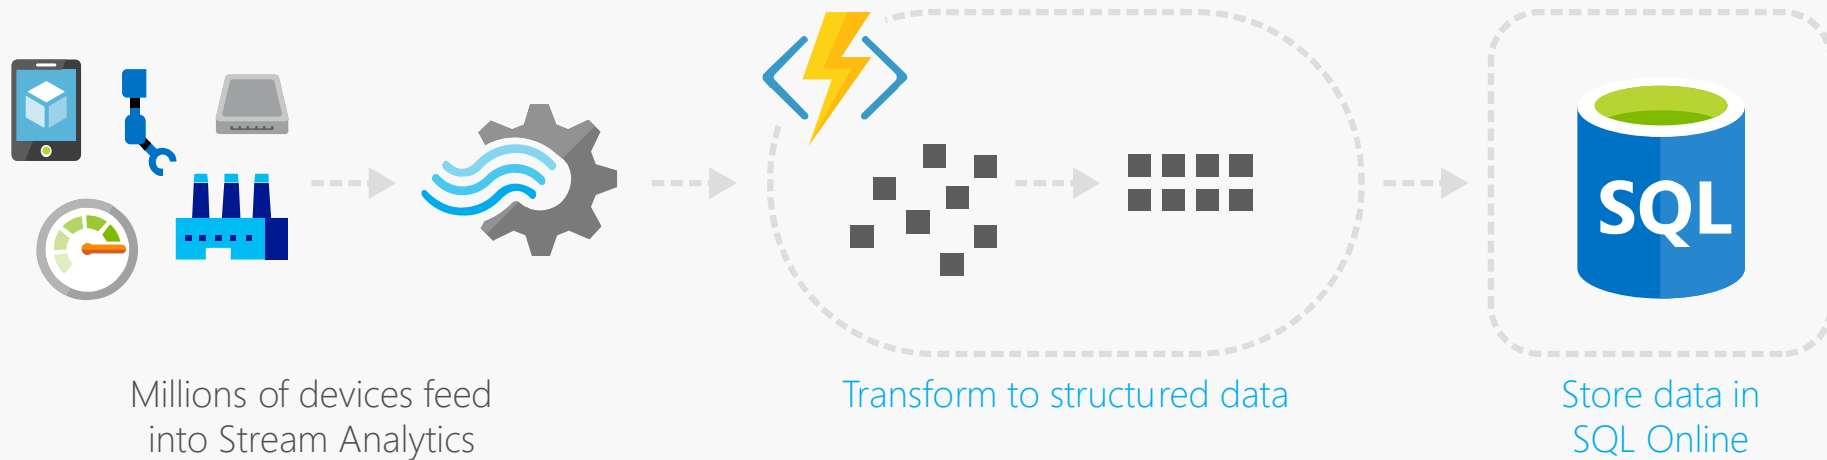 SQL
Millions of devices feed
into Stream Analytics
Transform to structured data
Store data in
SQL Online